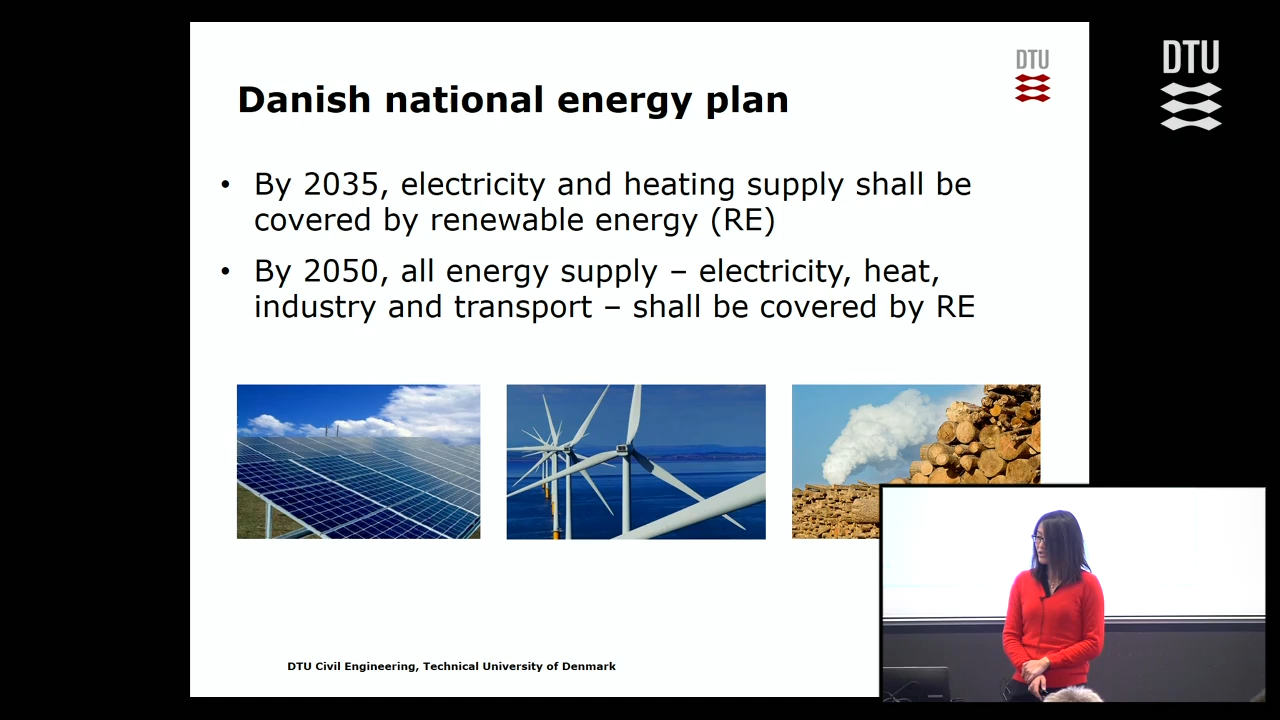 DTU
DTU
Danish national energy plan
• By 2035, electricity and heating supply shall be
covered by renewable energy (RE)
• By 2050, all energy supply – electricity, heat,
industry and transport – shall be covered by RE
DTU Civil Engineering, Technical University of Denmark